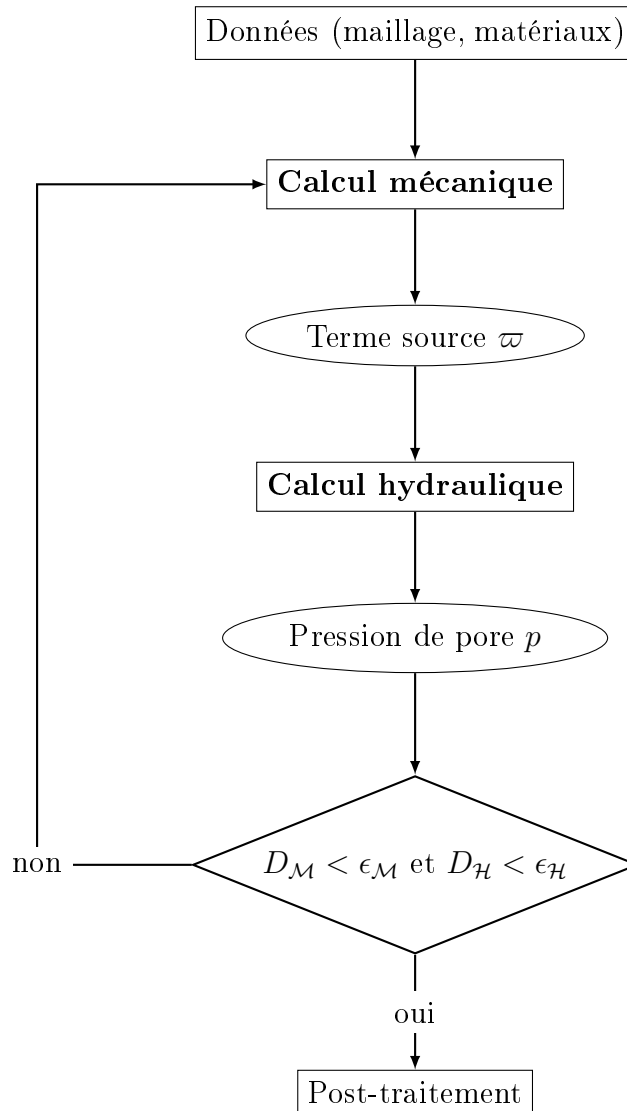 Données (maillage, matériaux)
Calcul mécanique
Terme source ϖ
Calcul hydraulique
Pression de pore p
non
D_ℳ < ϵ_ℳ et D_ℋ < ϵ_ℋ
oui
Post-traitement